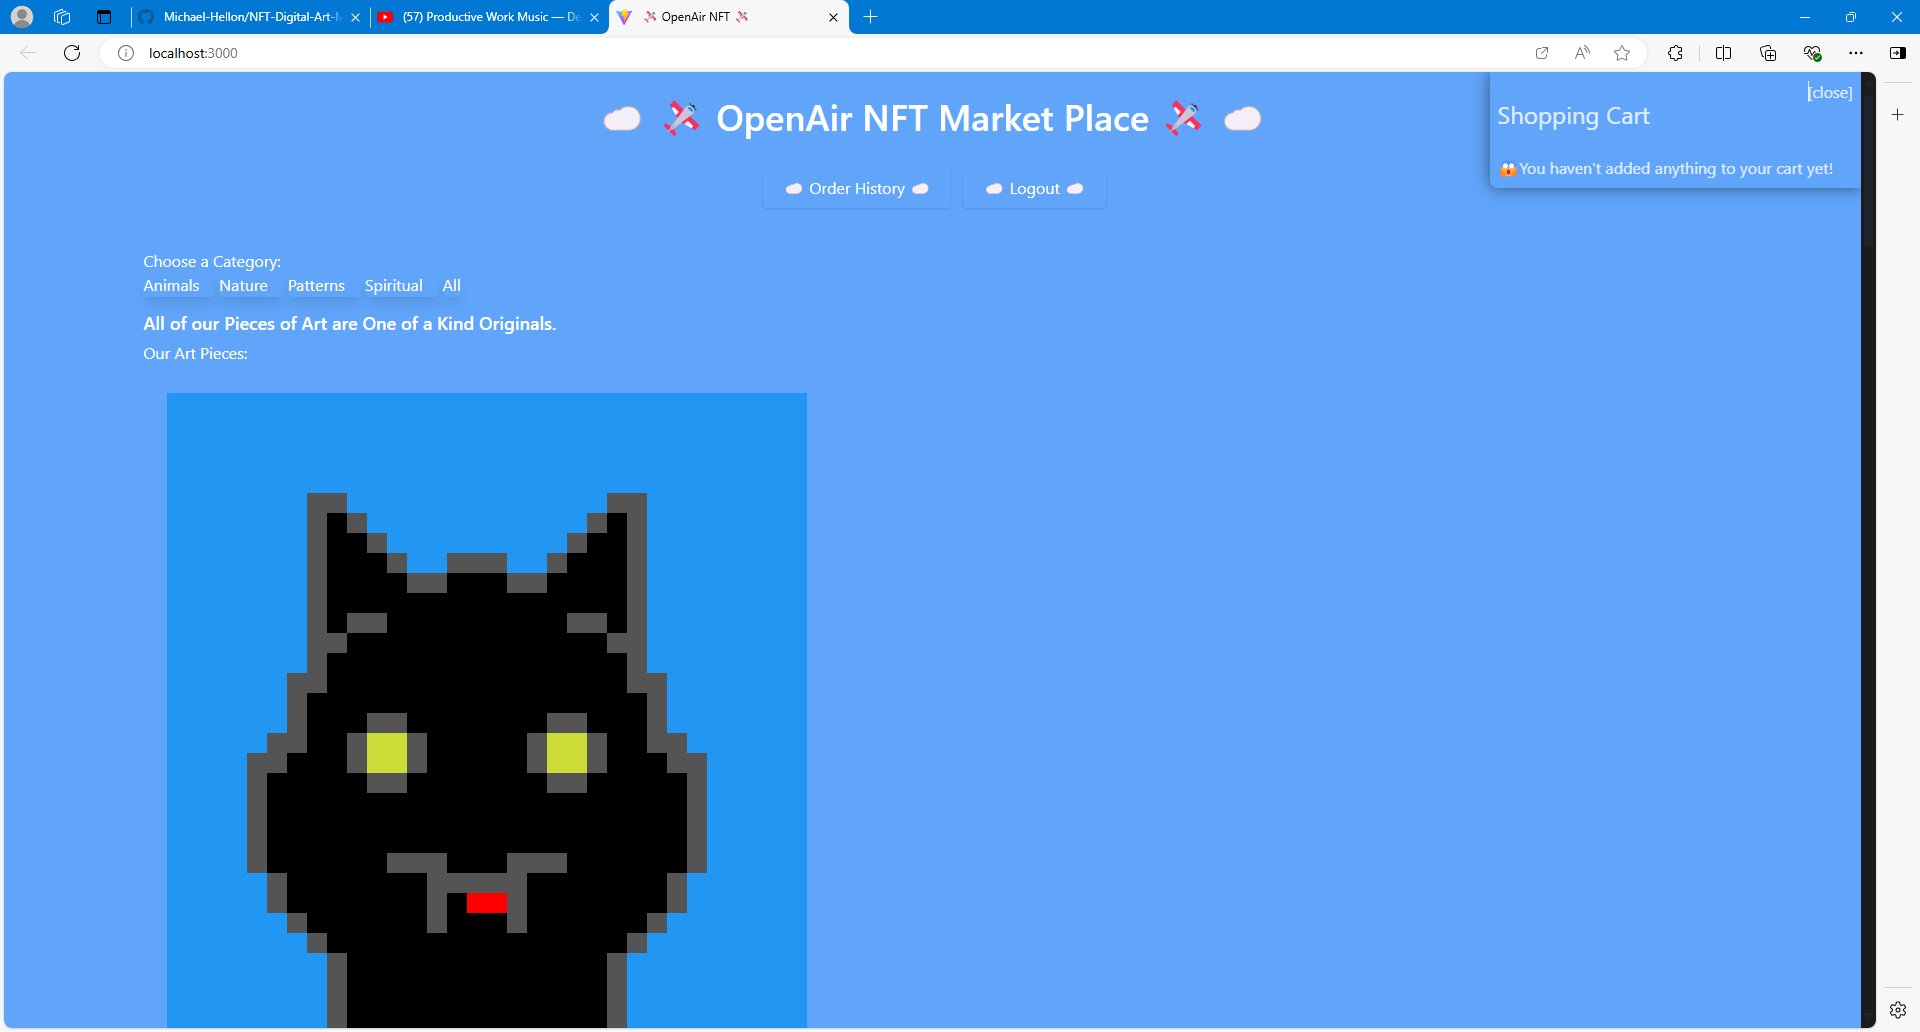 Michael-Hellon/NFT-Digital-Art-M
(57) Productive Work Music — De
OpenAir NFT
localhost:3000
[close]
OpenAir NFT Market Place
Shopping Cart
😱You haven't added anything to your cart yet!
Order History
Logout
Choose a Category:
Animals Nature Patterns Spiritual All
All of our Pieces of Art are One of a Kind Originals.
Our Art Pieces: